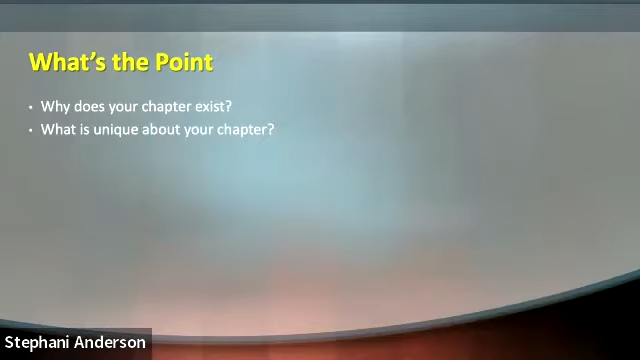 What's the Point
• Why does your chapter exist?
• What is unique about your chapter?
Stephani Anderson